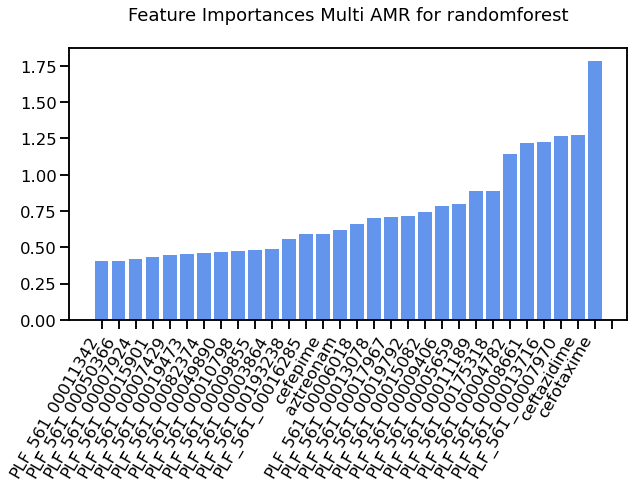 Feature Importances Multi AMR for randomforest
1.75
1.50
1.25
1.00
0.75
0.50
0.25
0.00
PLF_561_00011342
PLF_561_00050366
PLF_561_00007924
PLF_561_00015901
PLF_561_00007429
PLF_561_00019473
PLF_561_00082374
PLF_561_00049890
PLF_561_00010798
PLF_561_00009855
PLF_561_00003864
PLF_561_00193238
PLF_561_00016285
cefepime
aztreonam
PLF_561_00006018
PLF_561_00013078
PLF_561_00017967
PLF_561_00019792
PLF_561_00015082
PLF_561_00009406
PLF_561_00005659
PLF_561_00011189
PLF_561_00175318
PLF_561_00004782
PLF_561_00008661
PLF_561_00013716
PLF_561_00007970
ceftazidime
cefotaxime